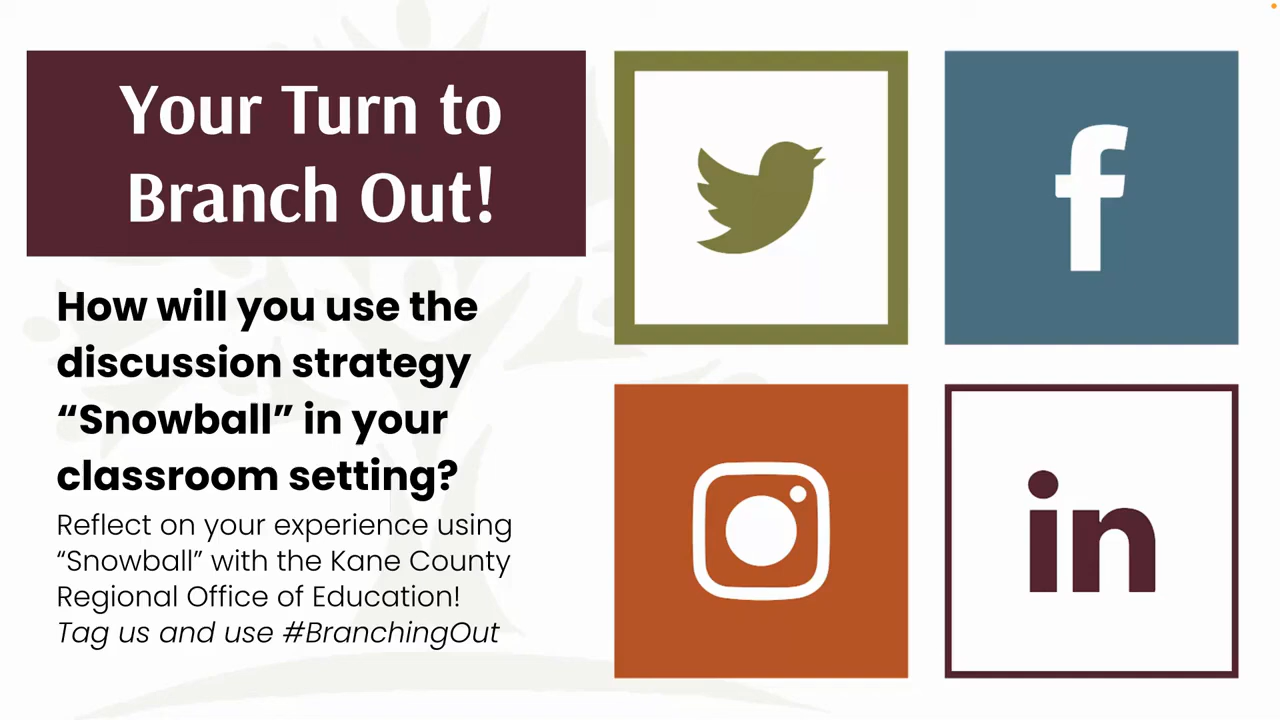 Your Turn to
Branch Out!
How will you use the
discussion strategy
“Snowball” in your
classroom setting?
Reflect on your experience using
“Snowball” with the Kane County
Regional Office of Education!
Tag us and use #BranchingOut
f
in